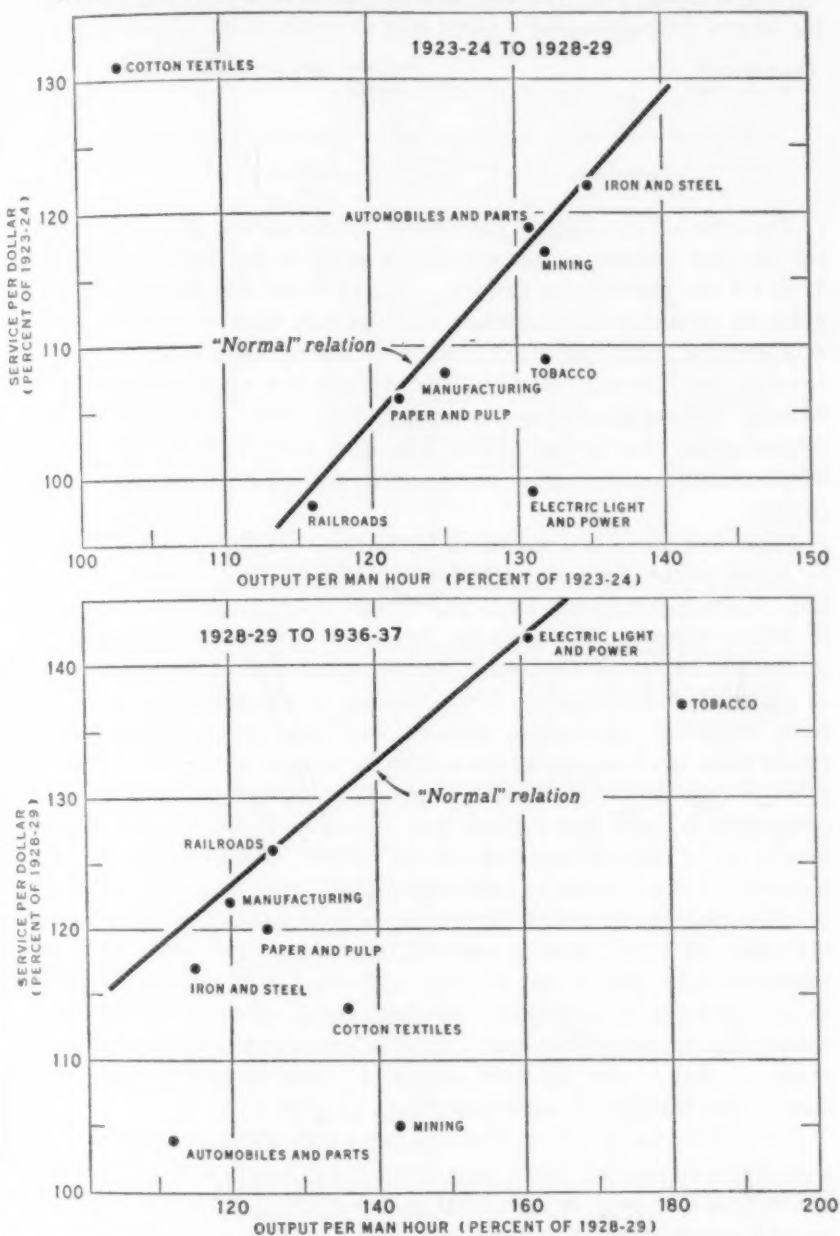 1923-24 TO 1928-29
130
120
110
100
SERVICE PER DOLLAR
(PERCENT OF 1923-24)
COTTON TEXTILES
IRON AND STEEL
AUTOMOBILES AND PARTS
MINING
"Normal" relation
TOBACCO
MANUFACTURING
PAPER AND PULP
RAILROADS
ELECTRIC LIGHT
AND POWER
100 110 120 130 140 150
OUTPUT PER MAN HOUR (PERCENT OF 1923-24)
1928-29 TO 1936-37
140
130
120
110
100
SERVICE PER DOLLAR
(PERCENT OF 1928-29)
ELECTRIC LIGHT
AND POWER
TOBACCO
"Normal" relation
RAILROADS
MANUFACTURING
PAPER AND PULP
IRON AND STEEL
COTTON TEXTILES
MINING
AUTOMOBILES AND PARTS
120 140 160 180 200
OUTPUT PER MAN HOUR (PERCENT OF 1928-29)